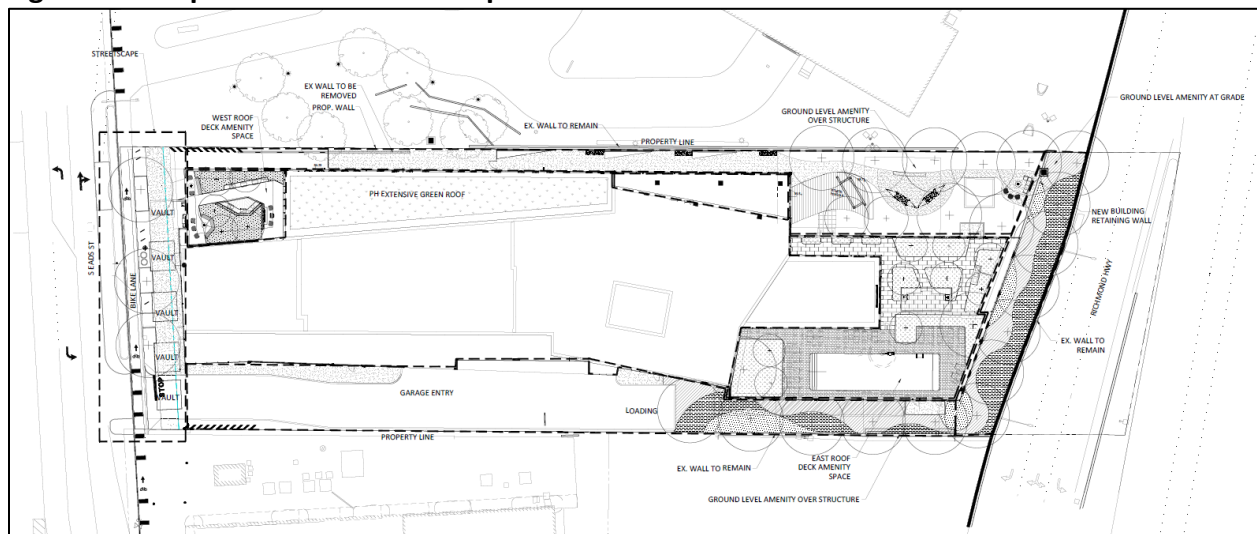 STREETSCAPE
EX WALL TO BE
REMOVED
PROP. WALL
WEST ROOF
DECK AMENITY
SPACE
EX. WALL TO REMAIN
PROPERTY LINE
GROUND LEVEL AMENITY
OVER STRUCTURE
GROUND LEVEL AMENITY AT GRADE
PH EXTENSIVE GREEN ROOF
VAULT
VAULT
VAULT
VAULT
VAULT
STOP
S EADS ST
BIKE LANE
NEW BUILDING
RETAINING WALL
RICHMOND HWY
EX. WALL TO
REMAIN
GARAGE ENTRY
LOADING
PROPERTY LINE
EX. WALL TO REMAIN
EAST ROOF
DECK AMENITY
SPACE
GROUND LEVEL AMENITY OVER STRUCTURE